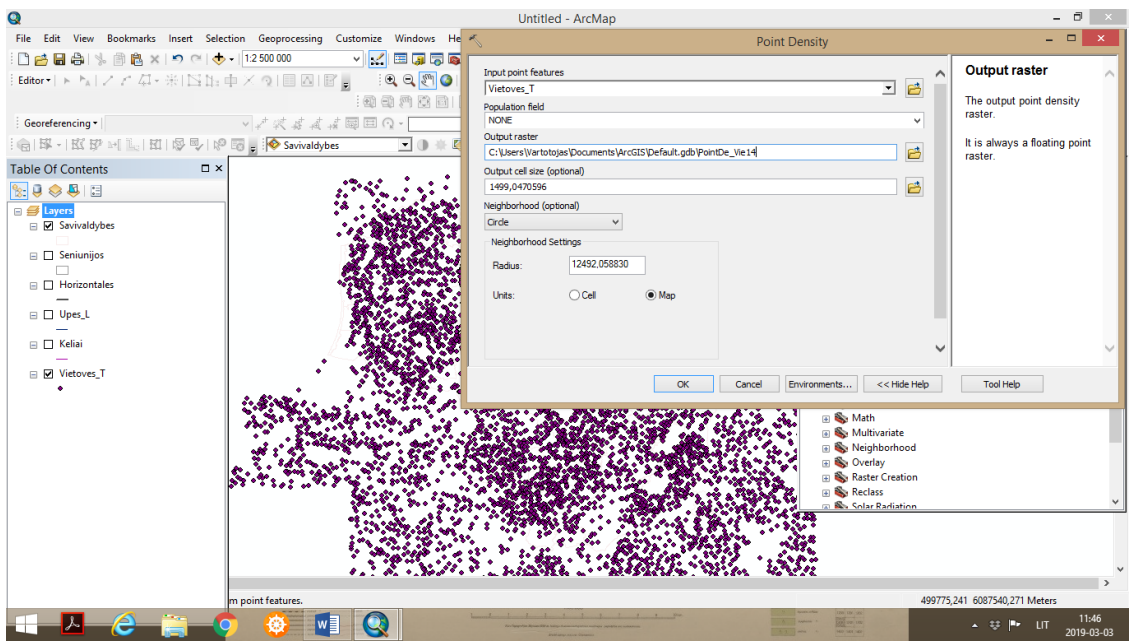 Untitled - ArcMap
File Edit View Bookmarks Insert Selection Geoprocessing Customize Windows He
1:2 500 000
Editor
Georeferencing
Savivaldybes
Table Of Contents
Layers
Savivaldybes
Seniunijos
Horizontales
Upes_L
Keliai
Vietoves_T
Point Density
Input point features
Vietoves_T
Population field
NONE
Output raster
C:\Users\Vartotojas\Documents\ArcGIS\Default.gdb\PointDe_Vie14
Output cell size (optional)
1499,0470596
Neighborhood (optional)
Circle
Neighborhood Settings
Radius: 12492,058830
Units: Cell Map
OK Cancel Environments... << Hide Help Tool Help
Output raster
The output point density
raster.
It is always a floating point
raster.
Math
Multivariate
Neighborhood
Overlay
Raster Creation
Reclass
Solar Radiation
m point features.
499775,241 6087540,271 Meters
LIT
11:46
2019-03-03